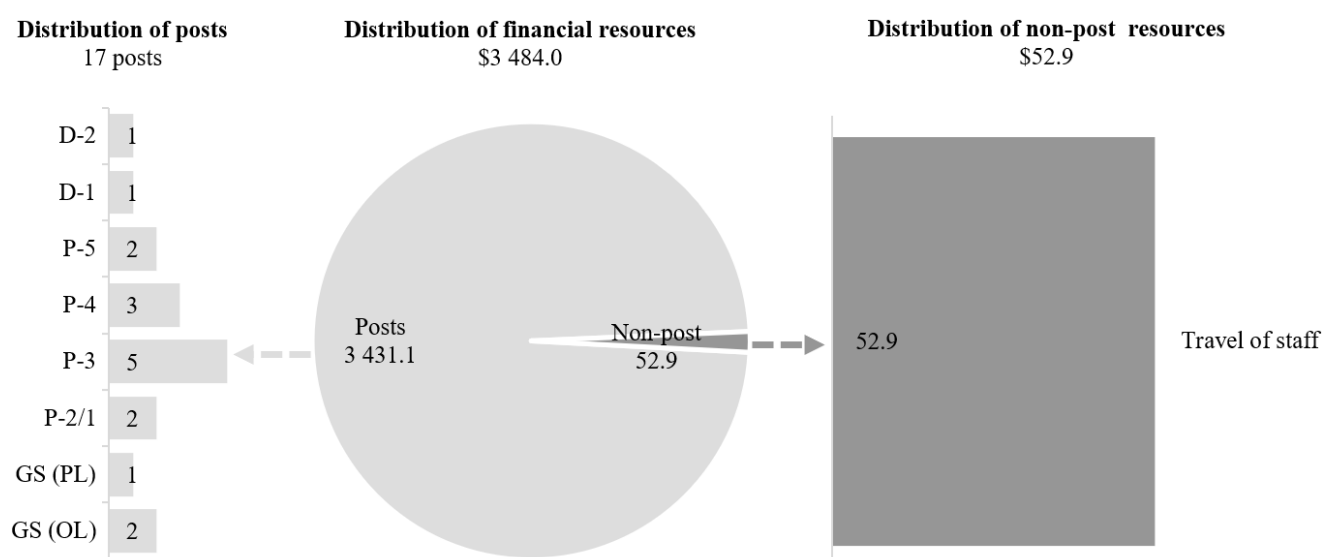 Distribution of posts
17 posts
D-2
1
D-1
1
P-5
2
P-4
3
P-3
5
P-2/1
2
GS (PL)
1
GS (OL)
2
Distribution of financial resources
$3 484.0
Posts
3 431.1
Non-post
52.9
Distribution of non-post resources
$52.9
52.9
Travel of staff